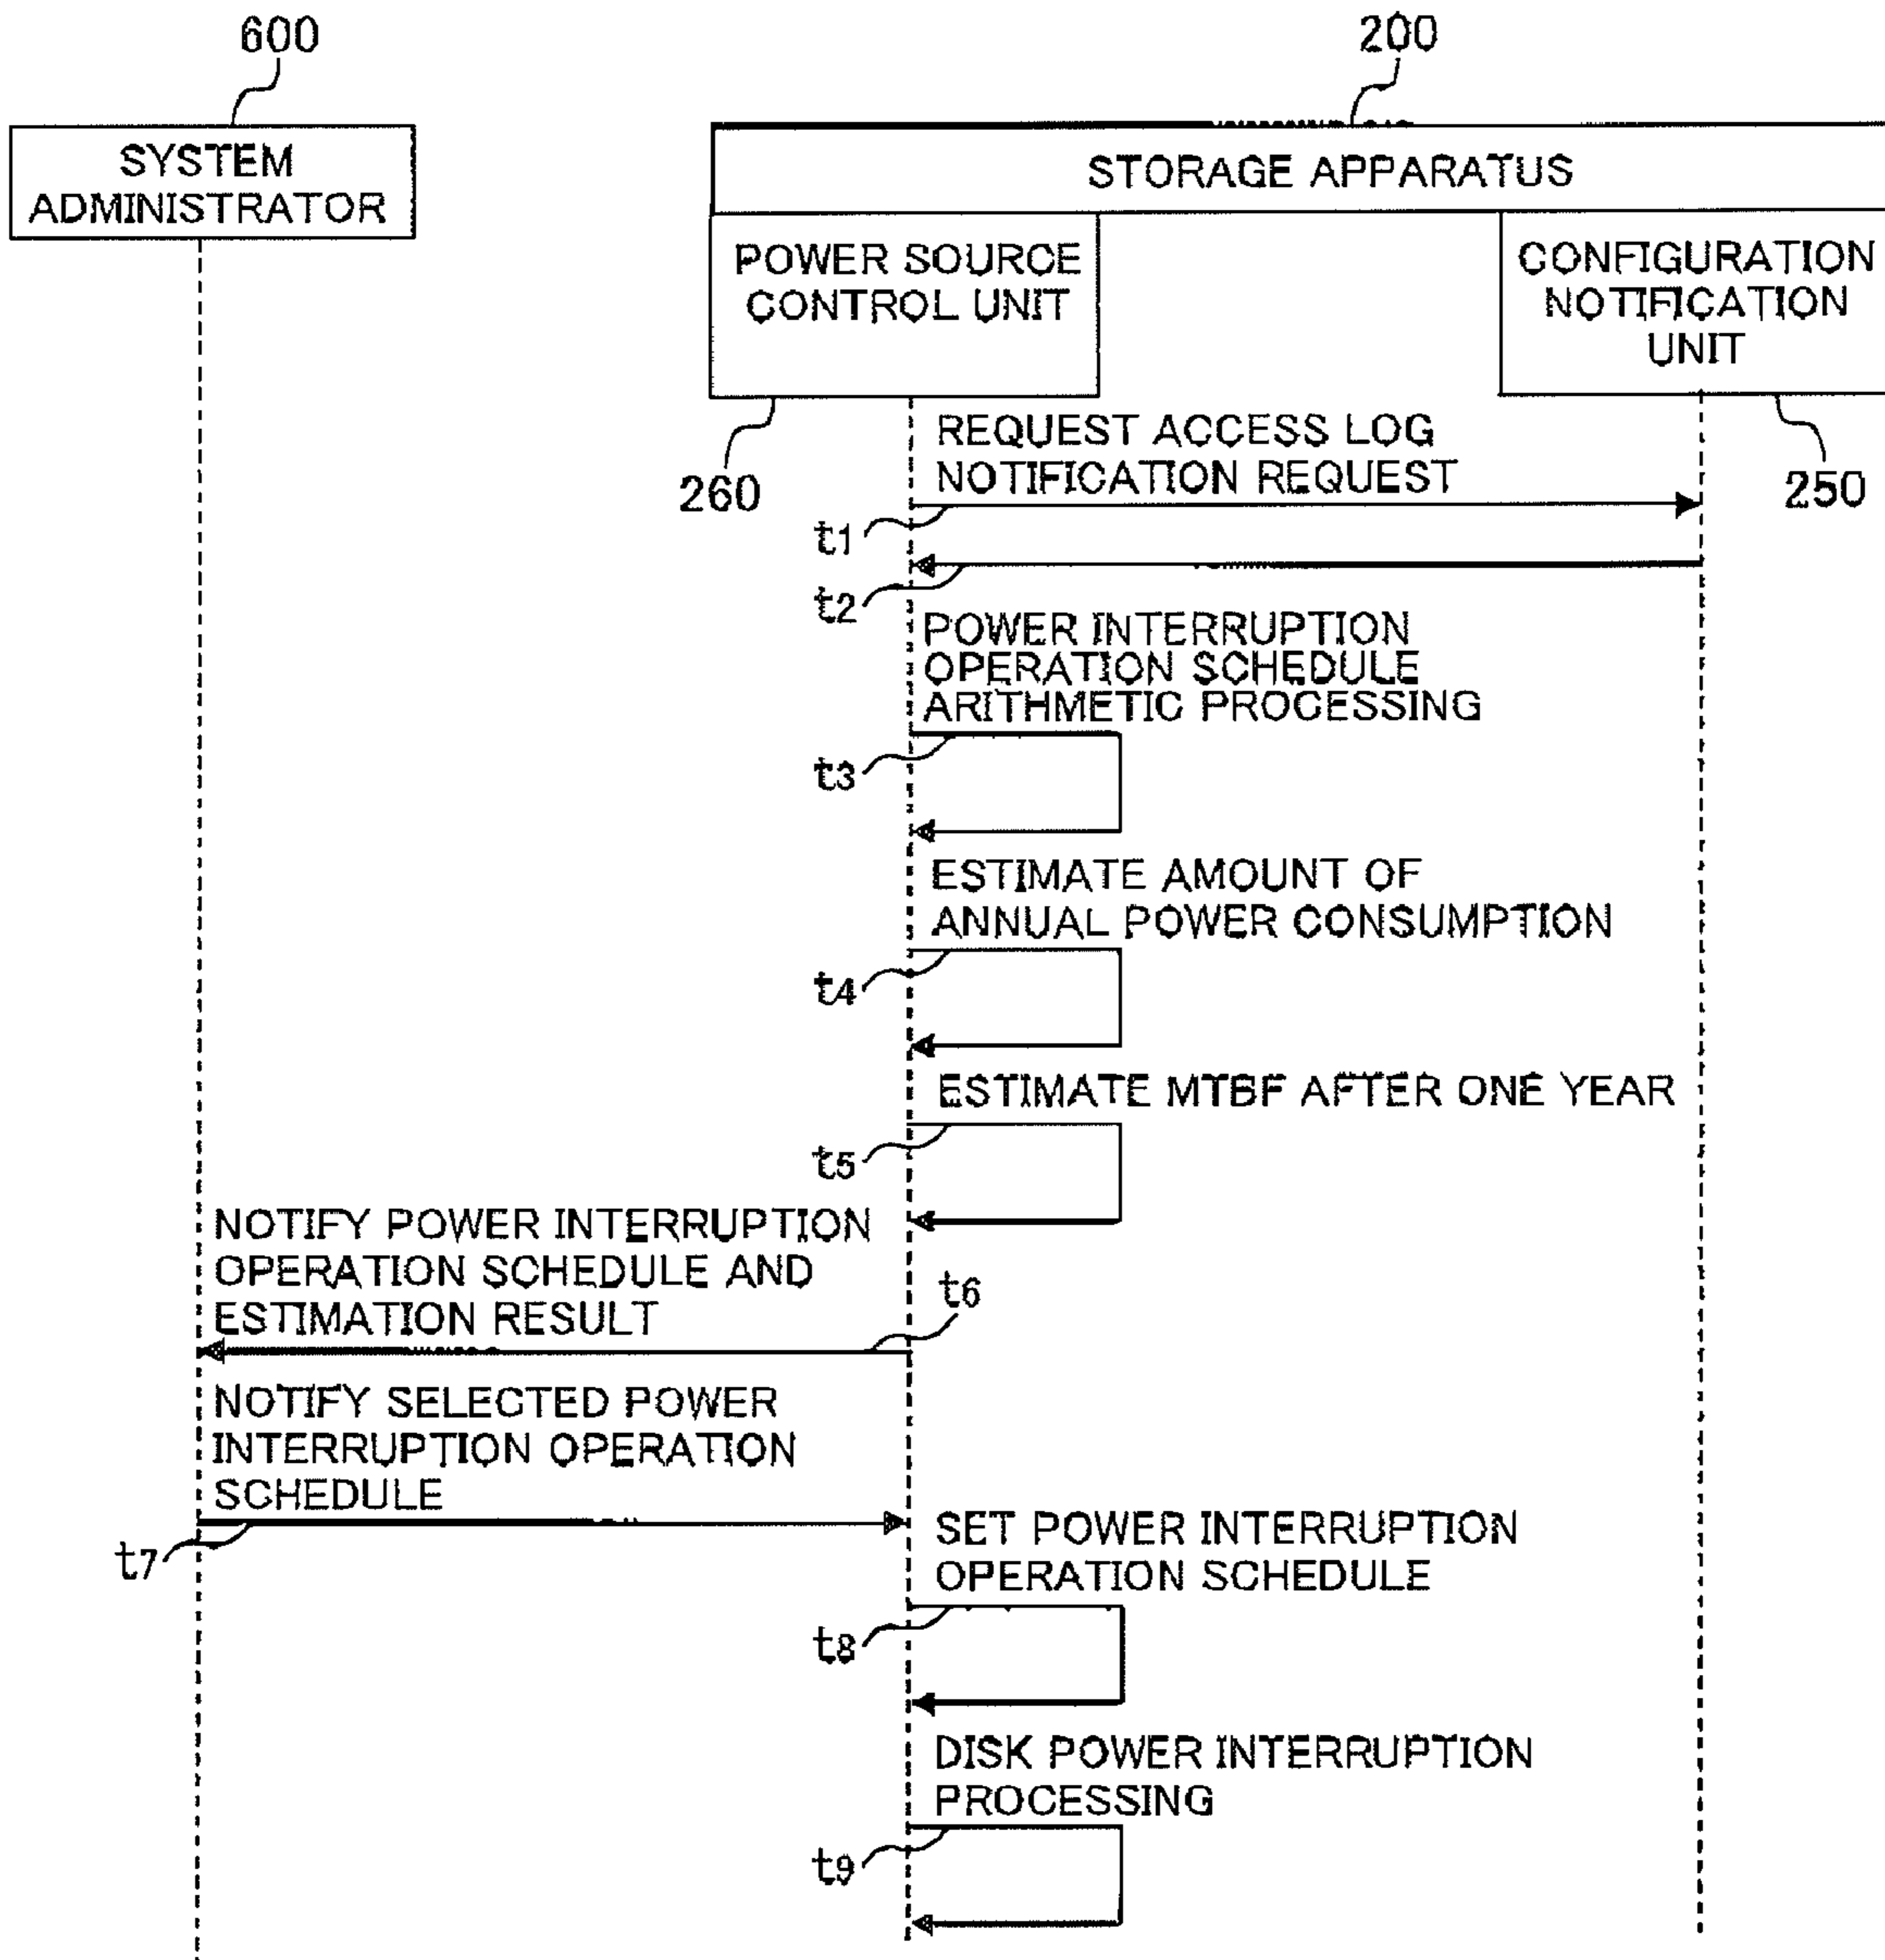 600
200
SYSTEM
ADMINISTRATOR
STORAGE APPARATUS
POWER SOURCE
CONTROL UNIT
CONFIGURATION
NOTIFICATION
UNIT
260
250
REQUEST ACCESS LOG
NOTIFICATION REQUEST
t1
t2
POWER INTERRUPTION
OPERATION SCHEDULE
ARITHMETIC PROCESSING
t3
ESTIMATE AMOUNT OF
ANNUAL POWER CONSUMPTION
t4
ESTIMATE MTBF AFTER ONE YEAR
t5
NOTIFY POWER INTERRUPTION
OPERATION SCHEDULE AND
ESTIMATION RESULT
t6
NOTIFY SELECTED POWER
INTERRUPTION OPERATION
SCHEDULE
t7
SET POWER INTERRUPTION
OPERATION SCHEDULE
t8
DISK POWER INTERRUPTION
PROCESSING
t9